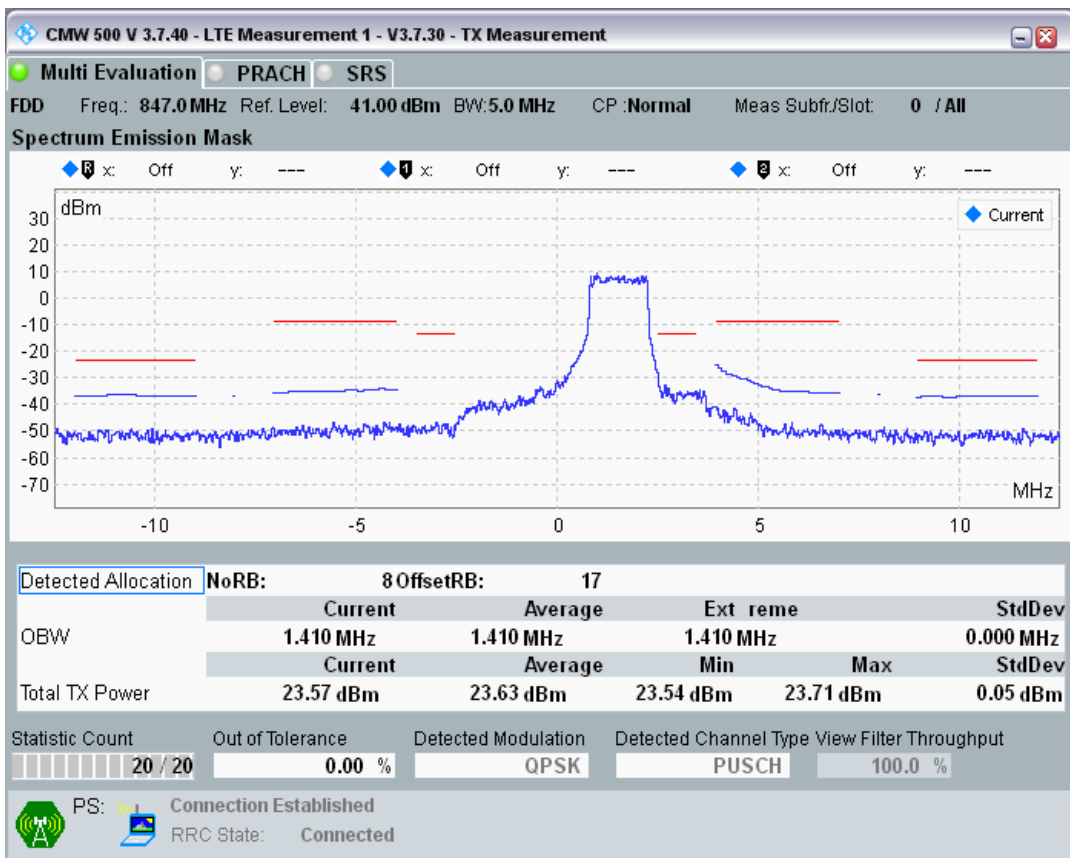 CMW 500 V 3.7.40 - LTE Measurement 1 - V3.7.30 - TX Measurement
Multi Evaluation PRACH SRS
FDD Freq.: 847.0 MHz Ref. Level: 41.00 dBm BW:5.0 MHz CP :Normal Meas Subfr./Slot: 0 / All
Spectrum Emission Mask
R x: Off y: --- 1 x: Off y: --- 2 x: Off y: ---
dBm
Current
30
20
10
0
-10
-20
-30
-40
-50
-60
-70
MHz
-10 -5 0 5 10
Detected Allocation NoRB: 8 OffsetRB: 17
Current Average Ext reme StdDev
OBW 1.410 MHz 1.410 MHz 1.410 MHz 0.000 MHz
Current Average Min Max StdDev
Total TX Power 23.57 dBm 23.63 dBm 23.54 dBm 23.71 dBm 0.05 dBm
Statistic Count Out of Tolerance Detected Modulation Detected Channel Type View Filter Throughput
20 / 20 0.00 % QPSK PUSCH 100.0 %
PS: Connection Established
RRC State: Connected